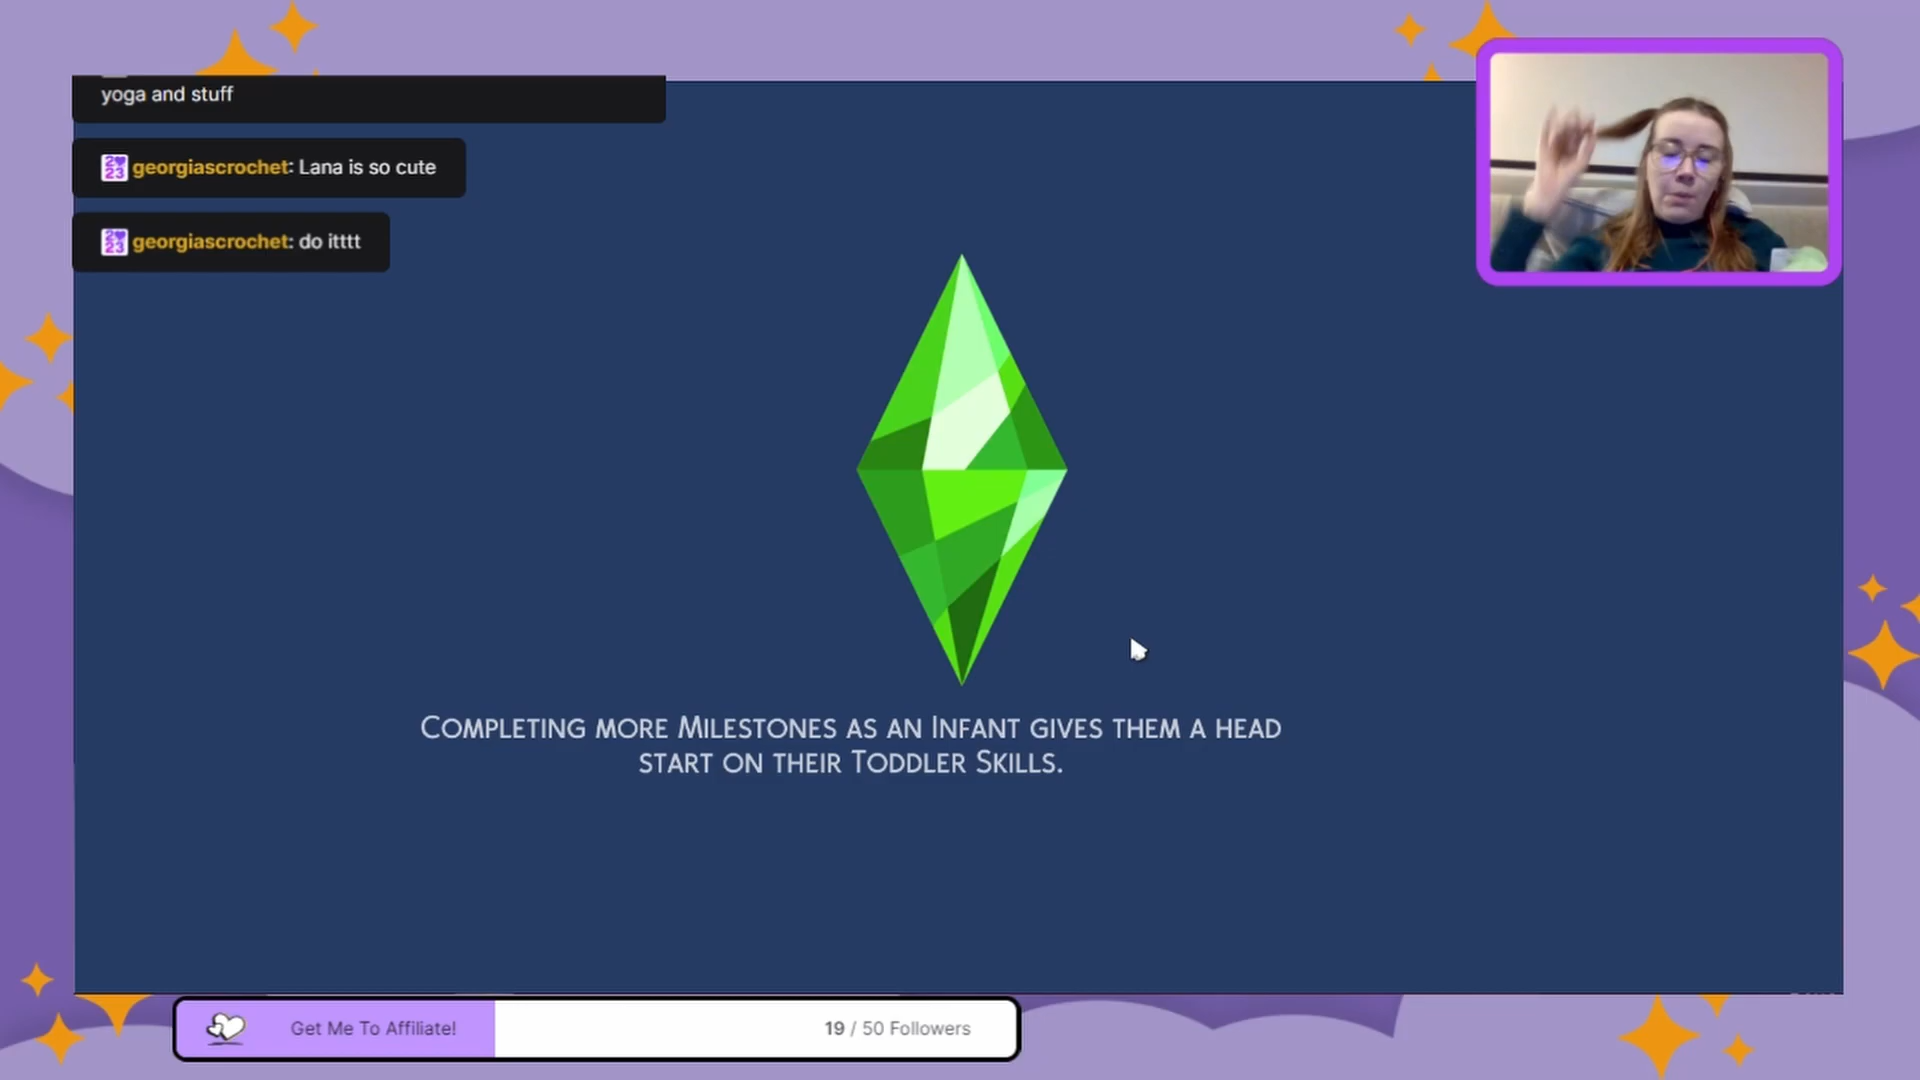 yoga and stuff
georgiascrochet: Lana is so cute
georgiascrochet: do itttt
Completing more Milestones as an Infant gives them a head
start on their Toddler Skills.
Get Me To Affiliate! 19 / 50 Followers